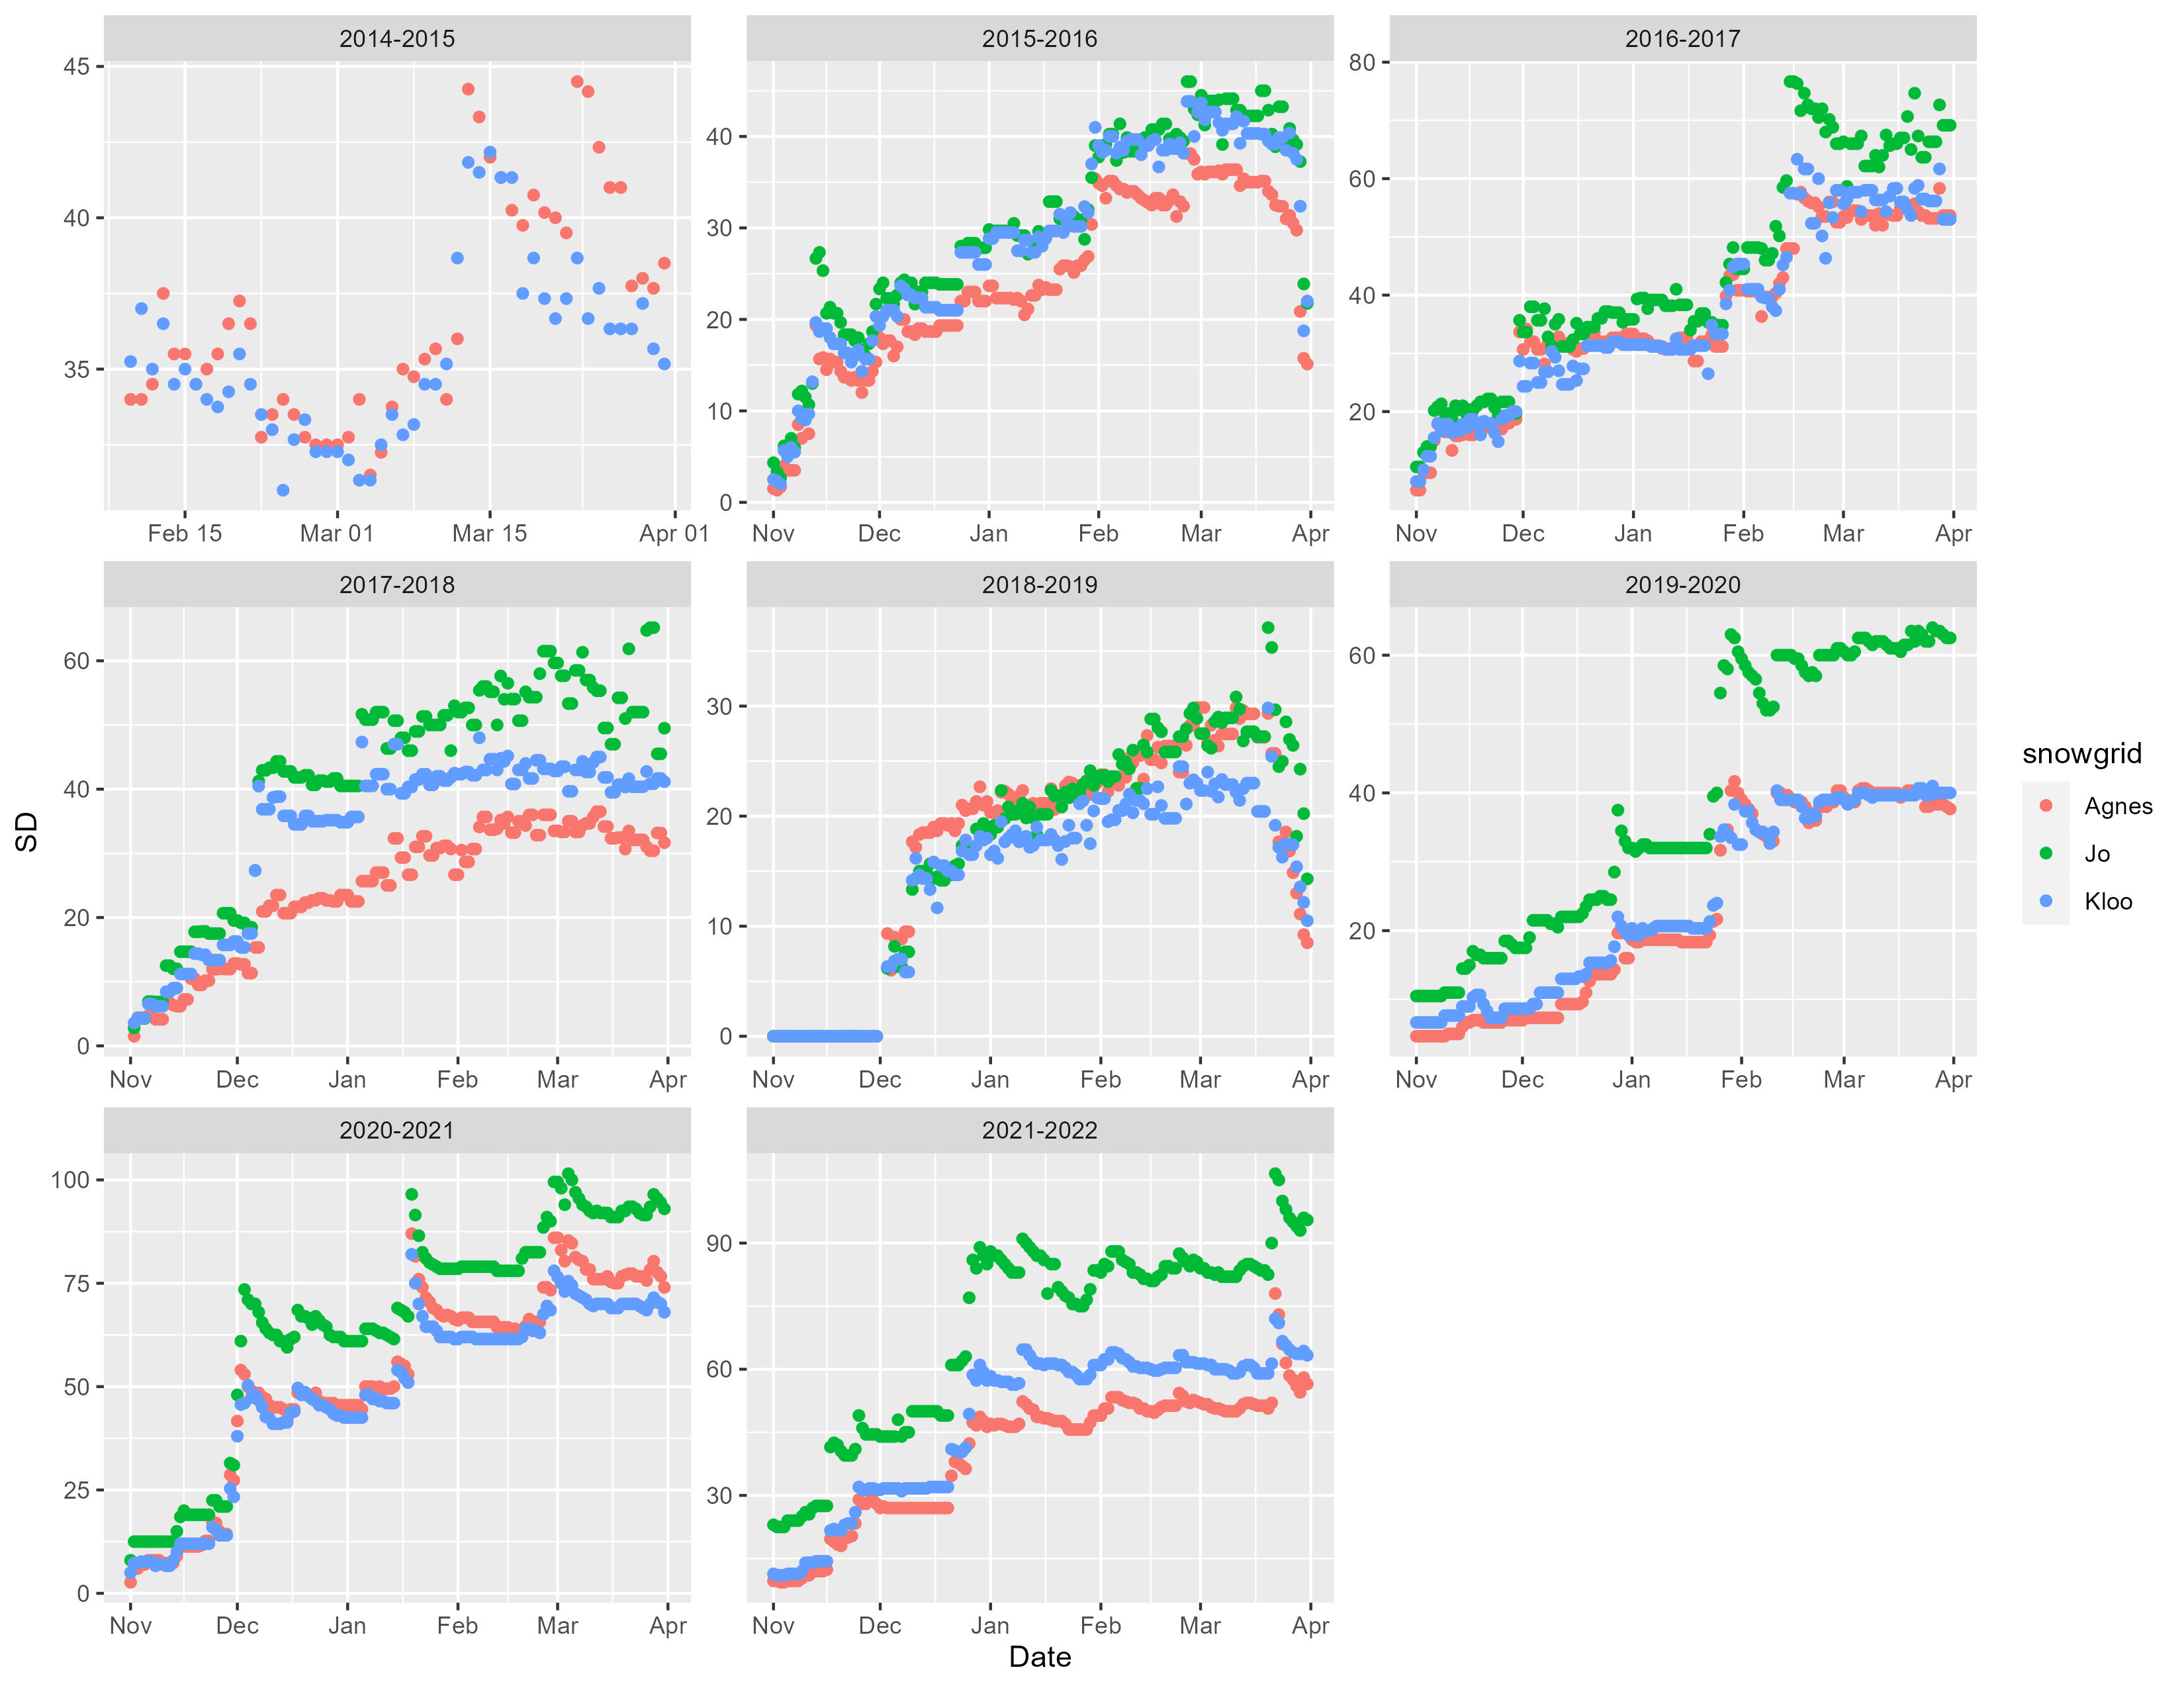 2014-2015 2015-2016 2016-2017
45
40
35
Feb 15 Mar 01 Mar 15 Apr 01
40
30
20
10
0
Nov Dec Jan Feb Mar Apr
80
60
40
20
Nov Dec Jan Feb Mar Apr
2017-2018 2018-2019 2019-2020
SD
60
40
20
0
Nov Dec Jan Feb Mar Apr
30
20
10
0
Nov Dec Jan Feb Mar Apr
60
40
20
Nov Dec Jan Feb Mar Apr
snowgrid
Agnes
Jo
Kloo
2020-2021 2021-2022
100
75
50
25
0
Nov Dec Jan Feb Mar Apr
90
60
30
Nov Dec Jan Feb Mar Apr
Date